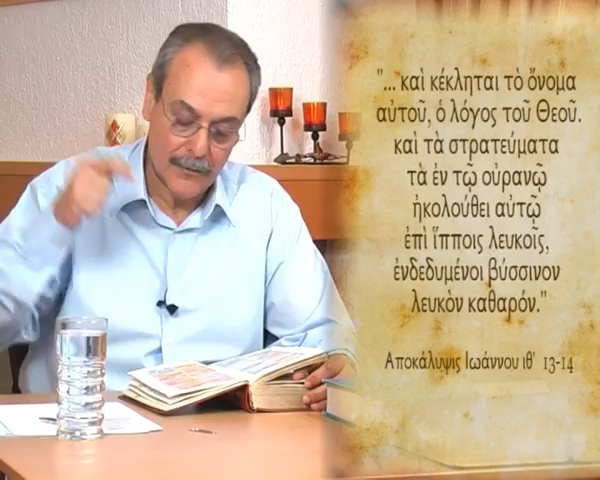 "... καὶ κέκληται τὸ ὄνομα
αὐτοῦ, ὁ λόγος τοῦ Θεοῦ.
καὶ τὰ στρατεύματα
τὰ ἐν τῷ οὐρανῷ
ἠκολούθει αὐτῷ
ἐπὶ ἵπποις λευκοῖς,
ἐνδεδυμένοι βύσσινον
λευκὸν καθαρόν."
Αποκάλυψις Ιωάννου ιθ' 13-14